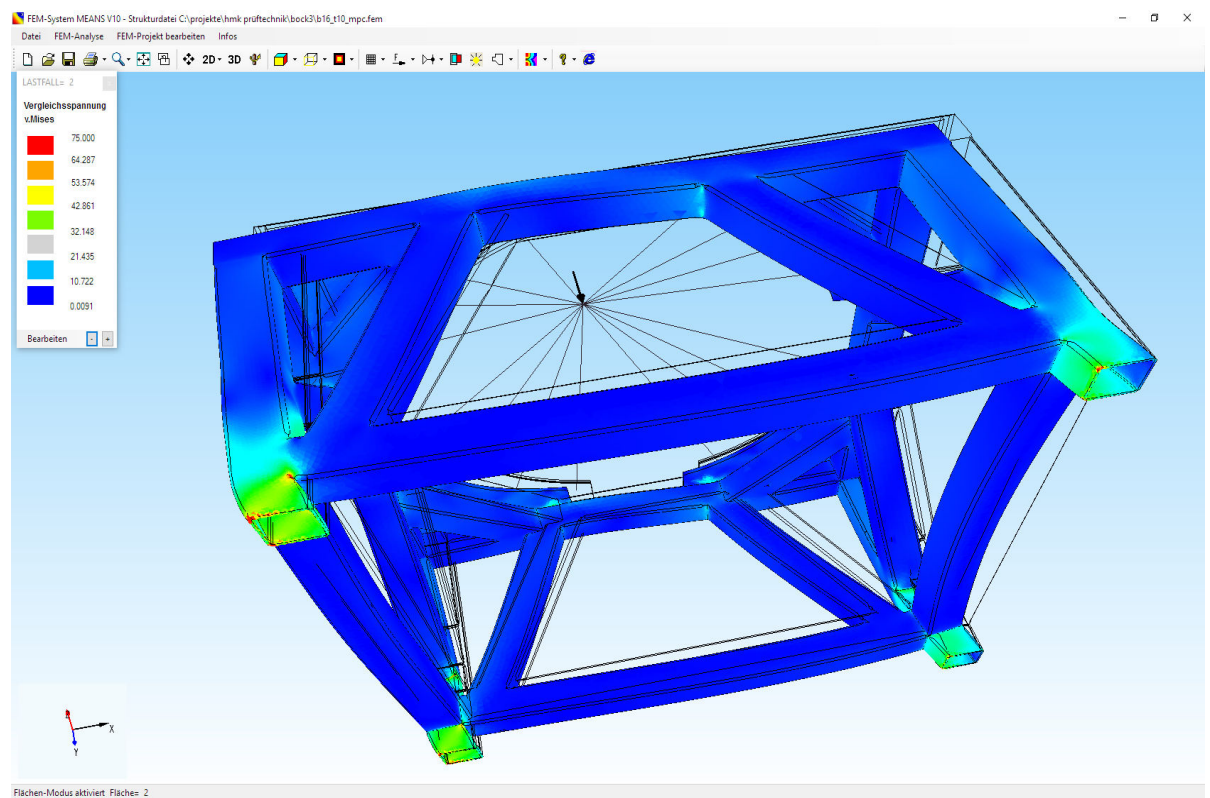 FEM-System MEANS V10 - Strukturdatei C:\projekte\hmk prüftechnik\bock3\b16_t10_mpc.fem
Datei FEM-Analyse FEM-Projekt bearbeiten Infos
2D 3D
LASTFALL= 2
Vergleichsspannung
v.Mises
75.000
64.287
53.574
42.861
32.148
21.435
10.722
0.0091
Bearbeiten - +
X
Y
Flächen-Modus aktiviert Fläche= 2